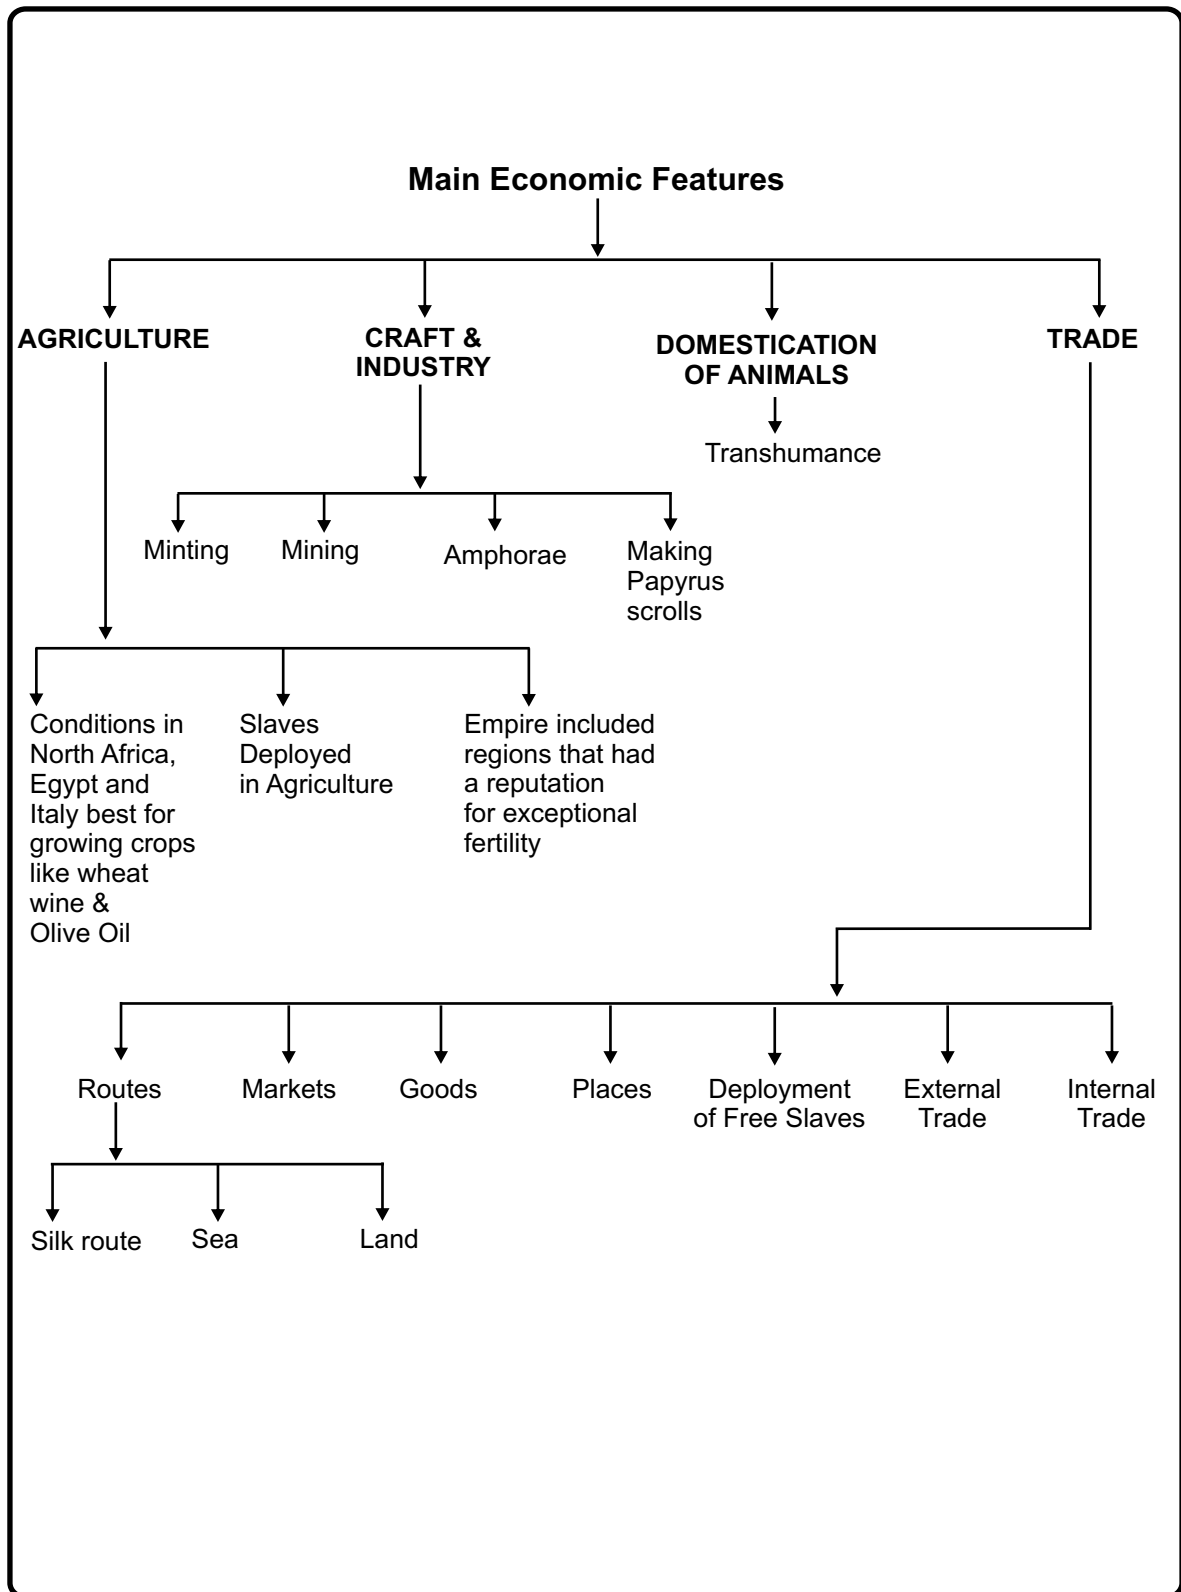 Main Economic Features
AGRICULTURE
CRAFT &
INDUSTRY
DOMESTICATION
OF ANIMALS
TRADE
Transhumance
Minting
Mining
Amphorae
Making
Papyrus
scrolls
Conditions in
North Africa,
Egypt and
Italy best for
growing crops
like wheat
wine &
Olive Oil
Slaves
Deployed
in Agriculture
Empire included
regions that had
a reputation
for exceptional
fertility
Routes
Markets
Goods
Places
Deployment
of Free Slaves
External
Trade
Internal
Trade
Silk route
Sea
Land